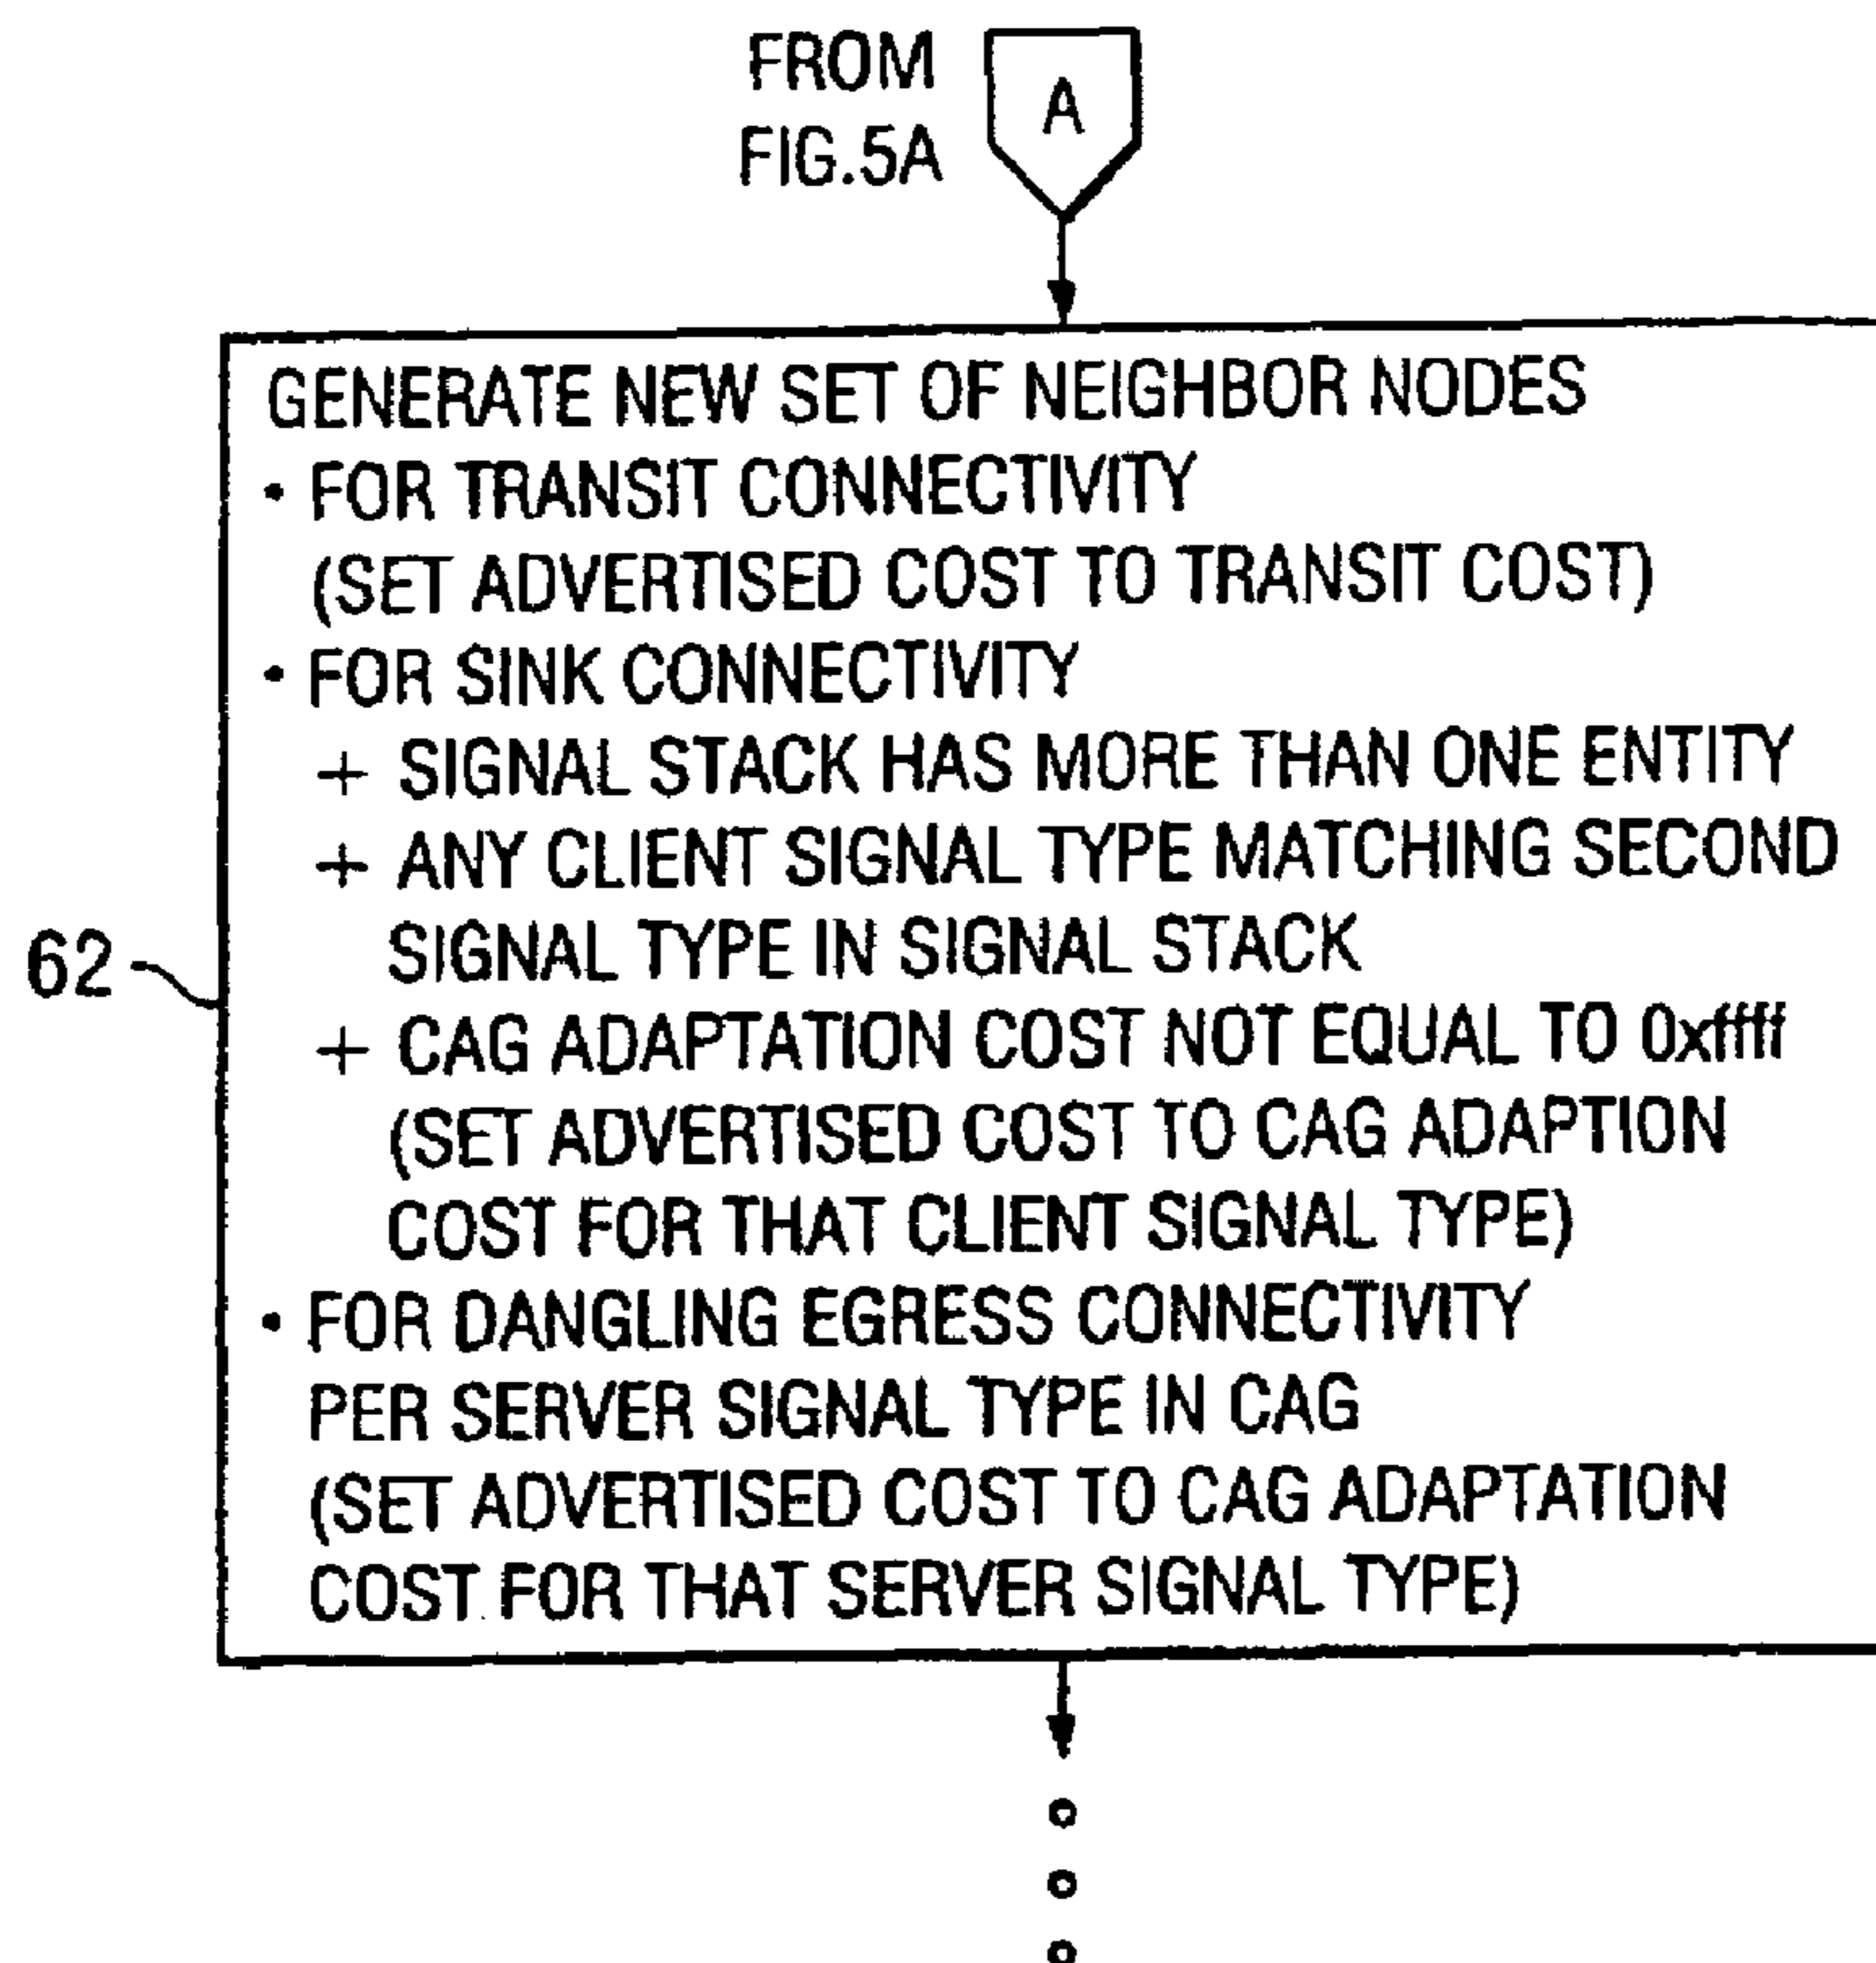 FROM
FIG.5A
A
GENERATE NEW SET OF NEIGHBOR NODES
• FOR TRANSIT CONNECTIVITY
(SET ADVERTISED COST TO TRANSIT COST)
• FOR SINK CONNECTIVITY
+ SIGNAL STACK HAS MORE THAN ONE ENTITY
+ ANY CLIENT SIGNAL TYPE MATCHING SECOND
SIGNAL TYPE IN SIGNAL STACK
+ CAG ADAPTATION COST NOT EQUAL TO 0xffff
(SET ADVERTISED COST TO CAG ADAPTION
COST FOR THAT CLIENT SIGNAL TYPE)
• FOR DANGLING EGRESS CONNECTIVITY
PER SERVER SIGNAL TYPE IN CAG
(SET ADVERTISED COST TO CAG ADAPTATION
COST FOR THAT SERVER SIGNAL TYPE)
62